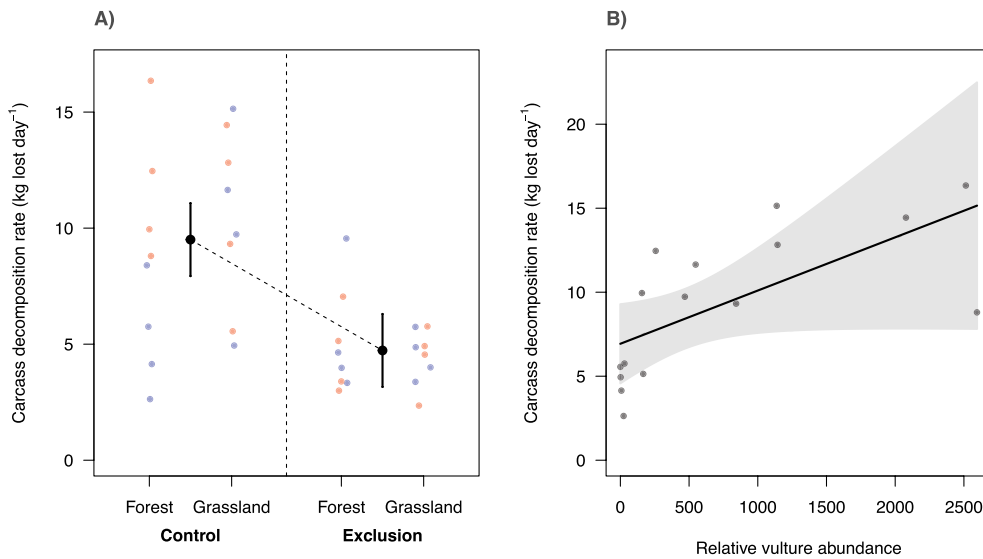 A)
Carcass decomposition rate (kg lost day⁻¹)
15
10
5
0
Forest Grassland Forest Grassland
Control Exclusion
B)
Carcass decomposition rate (kg lost day⁻¹)
20
15
10
5
0
0 500 1000 1500 2000 2500
Relative vulture abundance